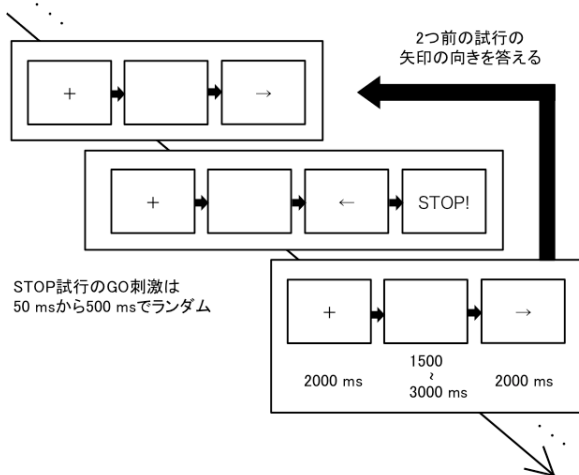 2つ前の試行の
矢印の向きを答える
+ →
+ ← STOP!
STOP試行のGO刺激は
50 msから500 msでランダム
+ →
2000 ms 1500 ~ 3000 ms 2000 ms